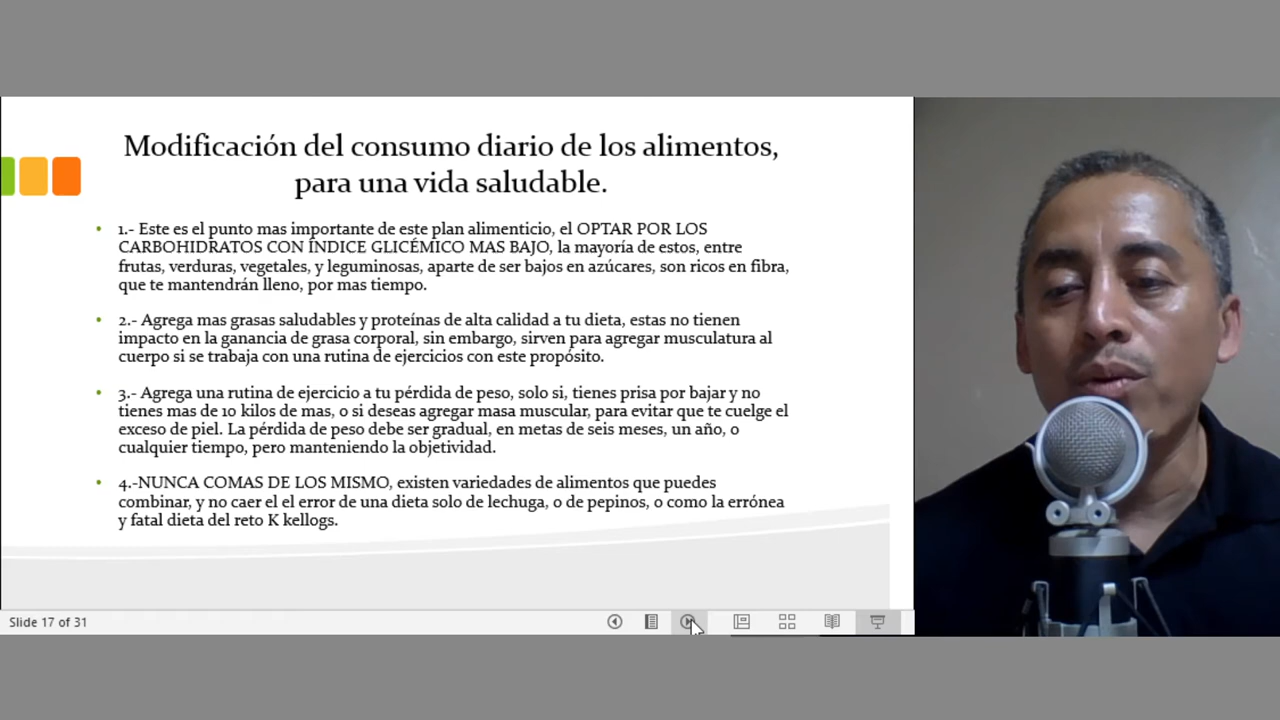 Modificación del consumo diario de los alimentos,
para una vida saludable.
• 1.- Este es el punto mas importante de este plan alimenticio, el OPTAR POR LOS
CARBOHIDRATOS CON ÍNDICE GLICÉMICO MAS BAJO, la mayoría de estos, entre
frutas, verduras, vegetales, y leguminosas, aparte de ser bajos en azúcares, son ricos en fibra,
que te mantendrán lleno, por mas tiempo.
• 2.- Agrega mas grasas saludables y proteínas de alta calidad a tu dieta, estas no tienen
impacto en la ganancia de grasa corporal, sin embargo, sirven para agregar musculatura al
cuerpo si se trabaja con una rutina de ejercicios con este propósito.
• 3.- Agrega una rutina de ejercicio a tu pérdida de peso, solo si, tienes prisa por bajar y no
tienes mas de 10 kilos de mas, o si deseas agregar masa muscular, para evitar que te cuelge el
exceso de piel. La pérdida de peso debe ser gradual, en metas de seis meses, un año, o
cualquier tiempo, pero manteniendo la objetividad.
• 4.-NUNCA COMAS DE LOS MISMO, existen variedades de alimentos que puedes
combinar, y no caer el el error de una dieta solo de lechuga, o de pepinos, o como la errónea
y fatal dieta del reto K kellogs.
Slide 17 of 31